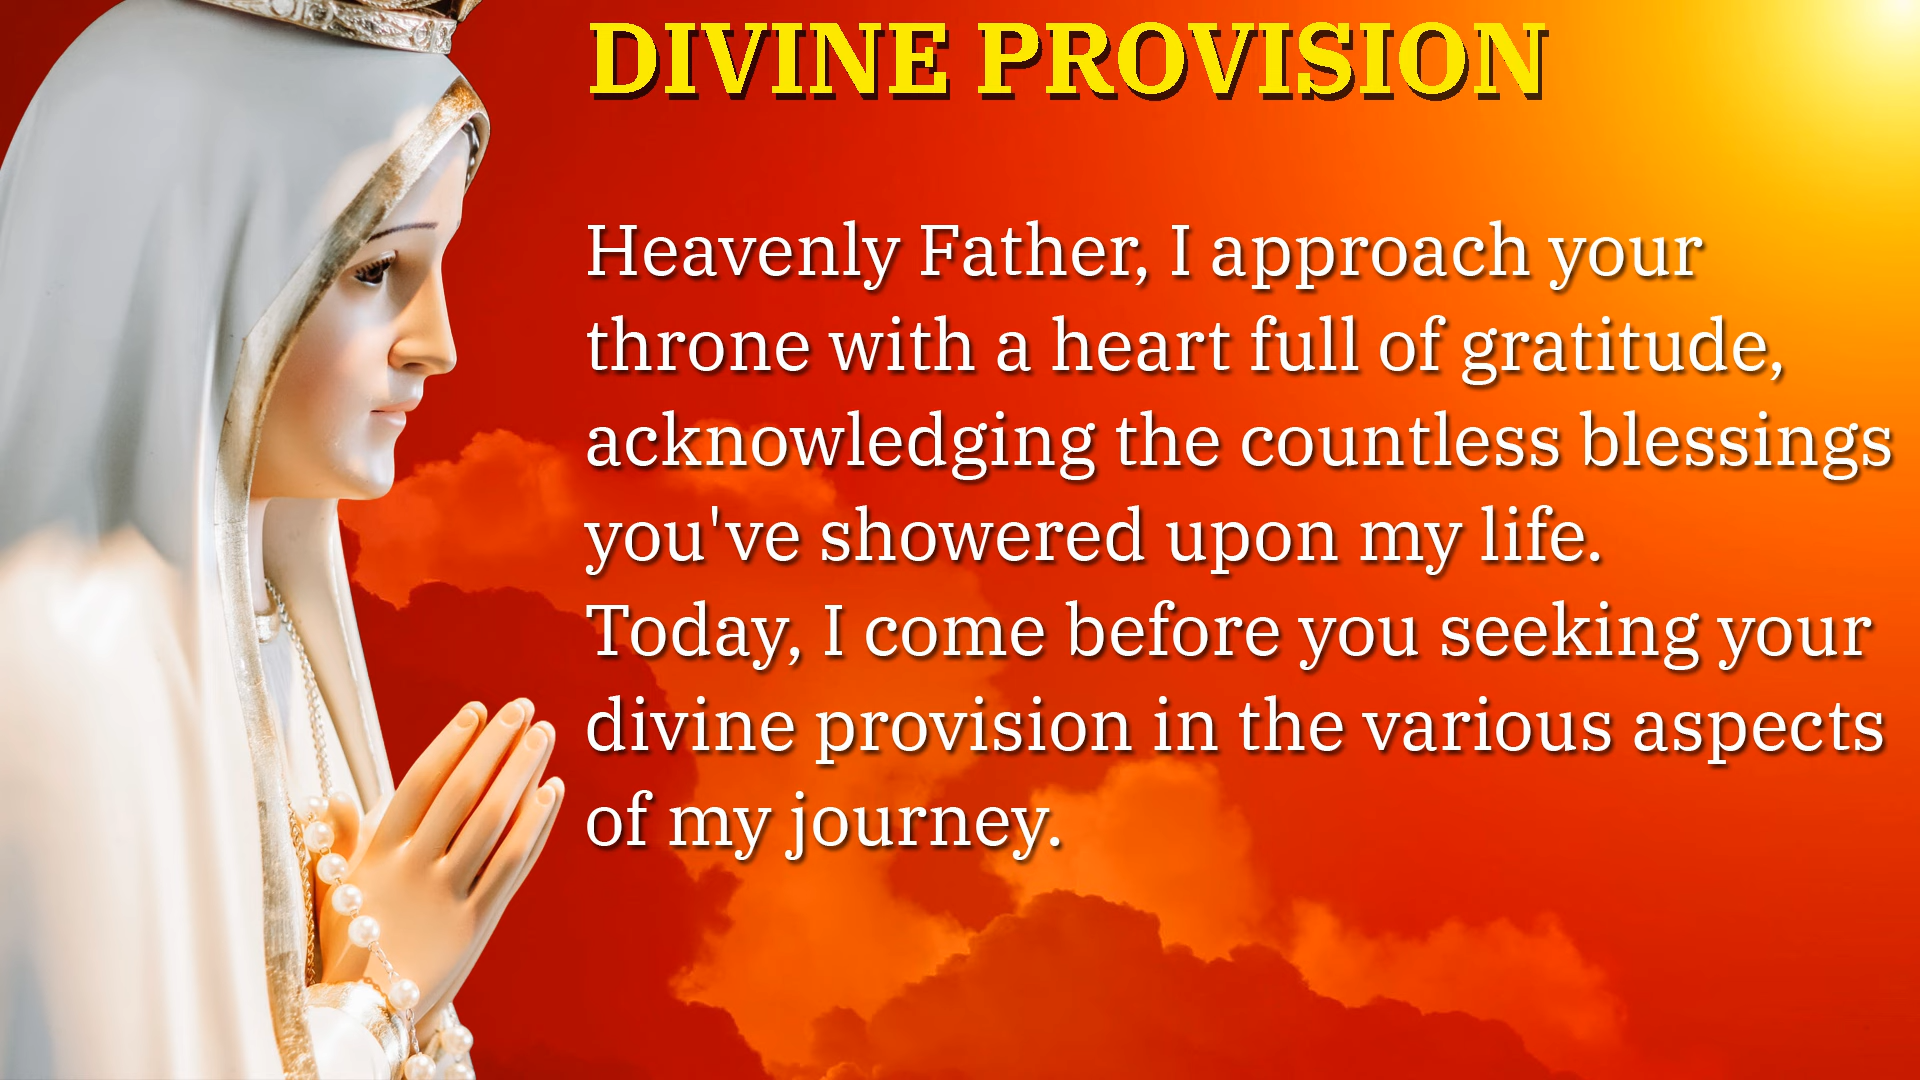 DIVINE PROVISION
Heavenly Father, I approach your
throne with a heart full of gratitude,
acknowledging the countless blessings
you've showered upon my life.
Today, I come before you seeking your
divine provision in the various aspects
of my journey.